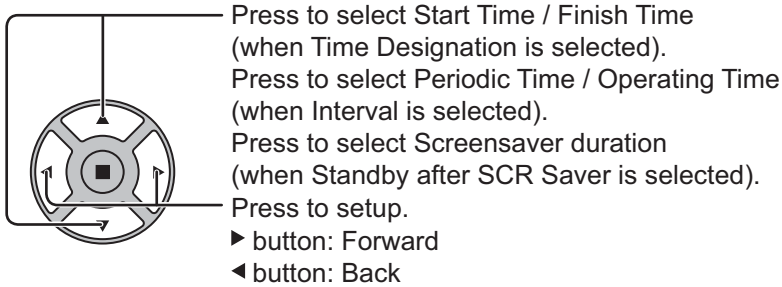 Press to select Start Time / Finish Time
(when Time Designation is selected).
Press to select Periodic Time / Operating Time
(when Interval is selected).
Press to select Screensaver duration
(when Standby after SCR Saver is selected).
Press to setup.
▶ button: Forward
◀ button: Back